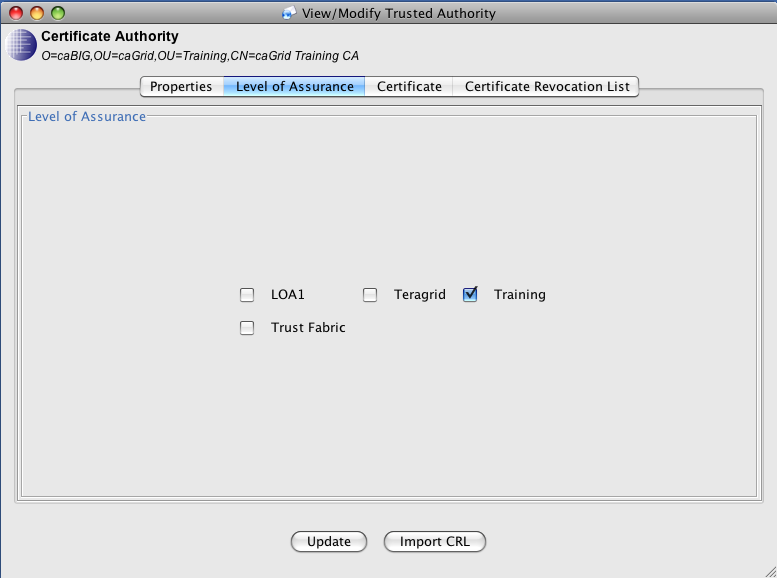 View/Modify Trusted Authority
Certificate Authority
O=caBIG,OU=caGrid,OU=Training,CN=caGrid Training CA
Properties Level of Assurance Certificate Certificate Revocation List
Level of Assurance
LOA1 Teragrid Training
Trust Fabric
Update Import CRL